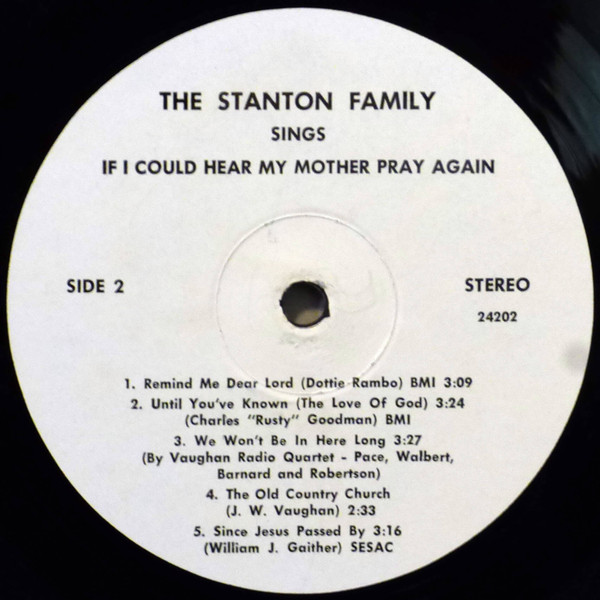 THE STANTON FAMILY
SINGS
IF I COULD HEAR MY MOTHER PRAY AGAIN
SIDE 2
STEREO
24202
1. Remind Me Dear Lord (Dottie Rambo) BMI 3:09
2. Until You've Known (The Love Of God) 3:24
(Charles "Rusty" Goodman) BMI
3. We Won't Be In Here Long 3:27
(By Vaughan Radio Quartet - Pace, Walbert,
Barnard and Robertson)
4. The Old Country Church
(J. W. Vaughan) 2:33
5. Since Jesus Passed By 3:16
(William J. Gaither) SESAC